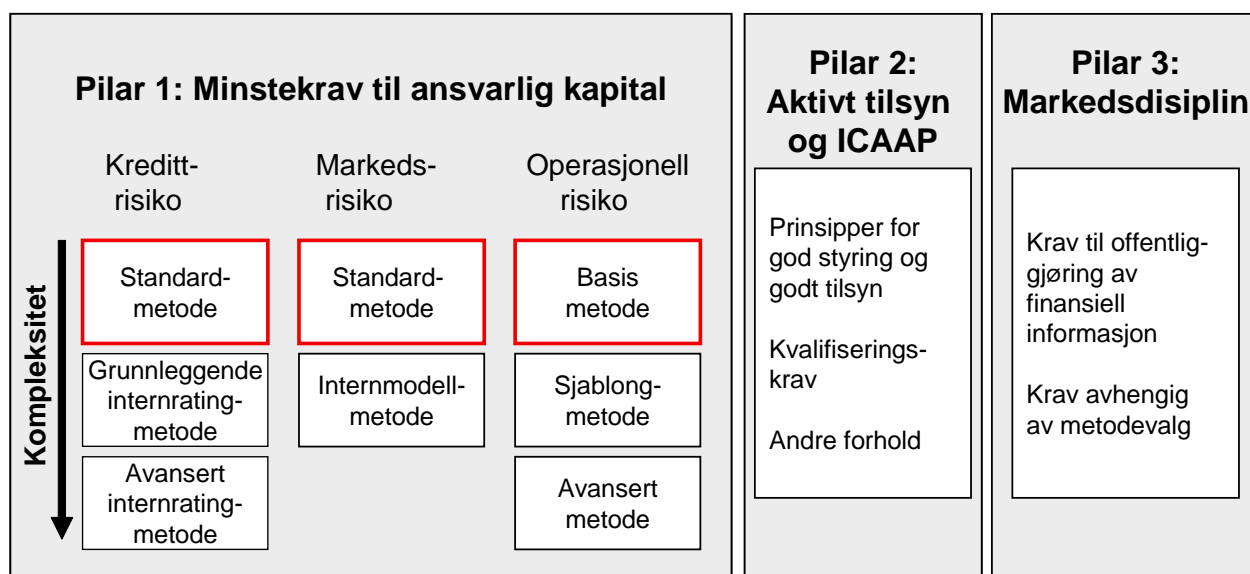 Pilar 1: Minstekrav til ansvarlig kapital
Kreditt-
risiko
Markeds-
risiko
Operasjonell
risiko
Kompleksitet
Standard-
metode
Standard-
metode
Basis
metode
Grunnleggende
internrating-
metode
Internmodell-
metode
Sjablong-
metode
Avansert
internrating-
metode
Avansert
metode
Pilar 2:
Aktivt tilsyn
og ICAAP
Prinsipper for
god styring og
godt tilsyn
Kvalifiserings-
krav
Andre forhold
Pilar 3:
Markedsdisiplin
Krav til offentlig-
gjøring av
finansiell
informasjon
Krav avhengig
av metodevalg